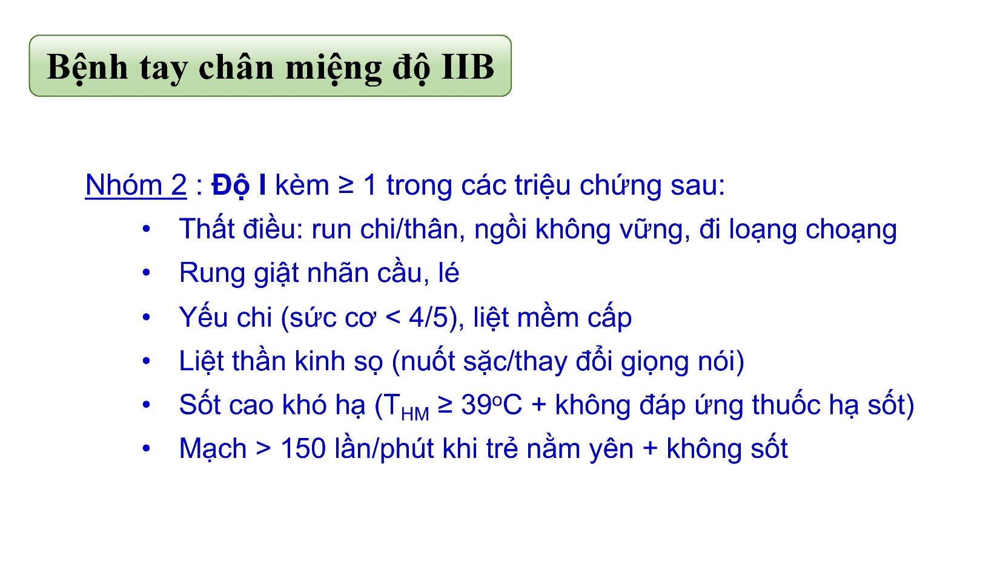 Bệnh tay chân miệng độ IIB
Nhóm 2 : Độ I kèm ≥ 1 trong các triệu chứng sau:
• Thất điều: run chi/thân, ngồi không vững, đi loạng choạng
• Rung giật nhãn cầu, lé
• Yếu chi (sức cơ < 4/5), liệt mềm cấp
• Liệt thần kinh sọ (nuốt sặc/thay đổi giọng nói)
• Sốt cao khó hạ (THM ≥ 39oC + không đáp ứng thuốc hạ sốt)
• Mạch > 150 lần/phút khi trẻ nằm yên + không sốt